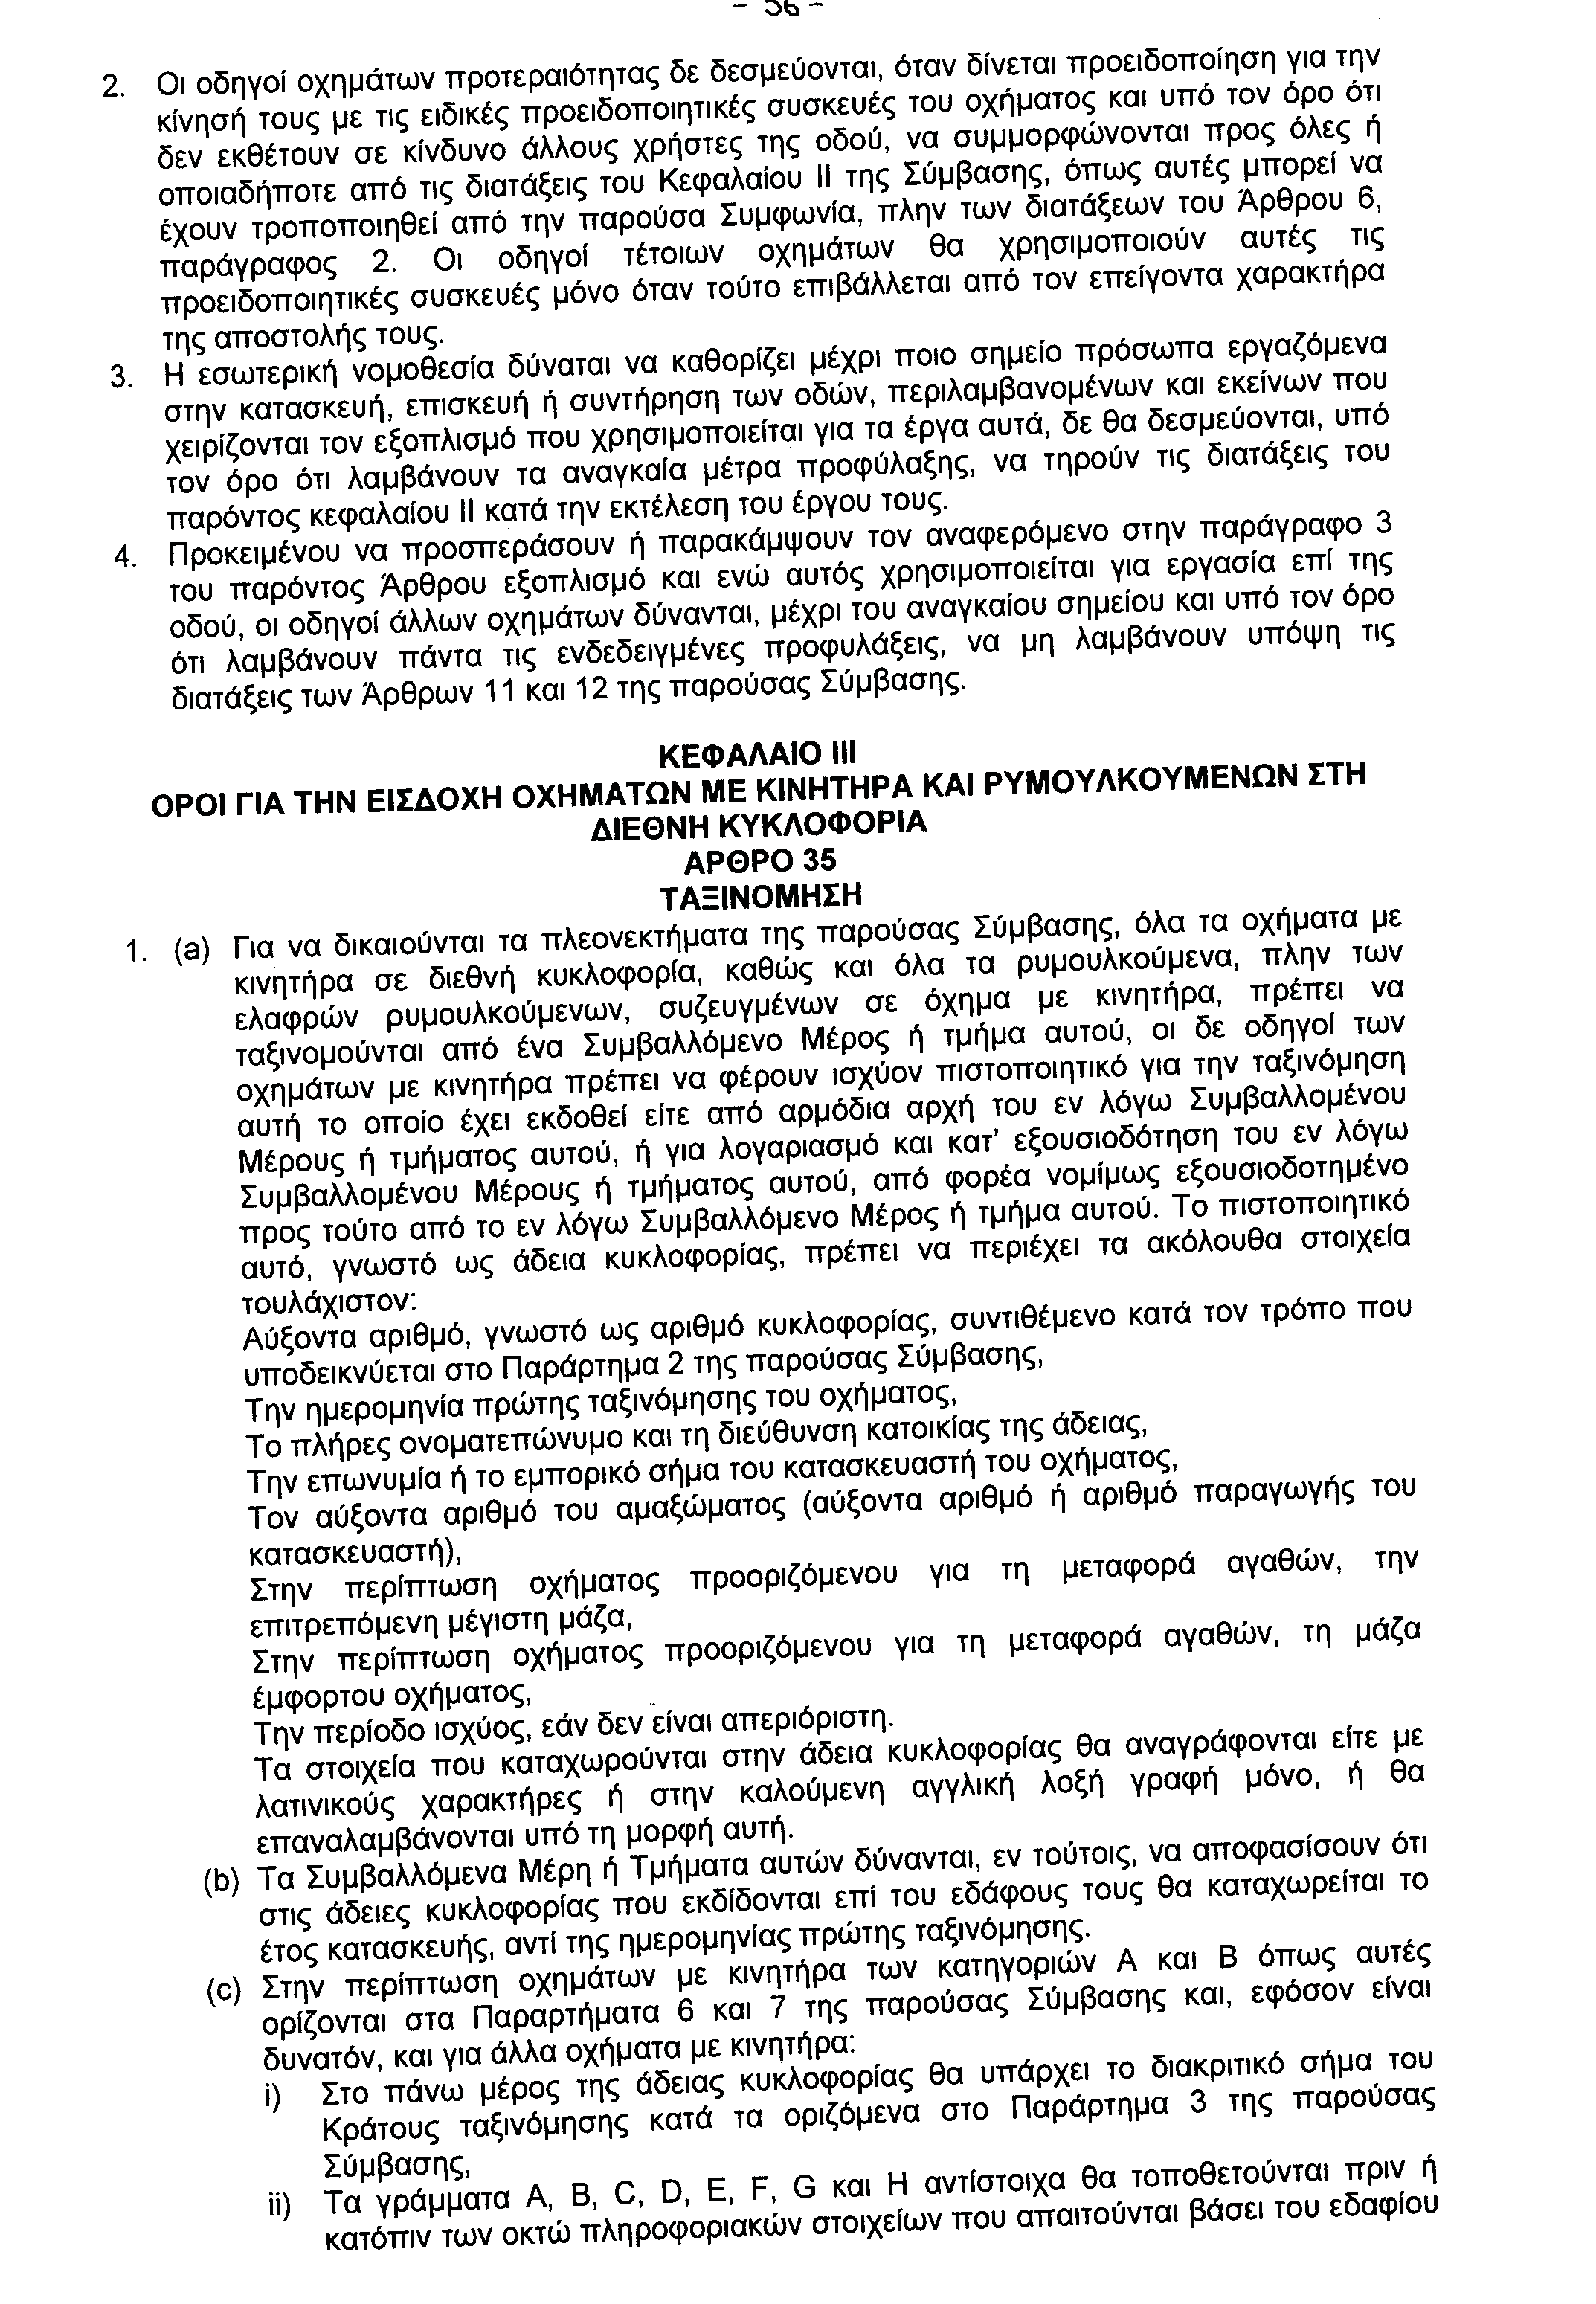 - 56 -
2. Οι οδηγοί οχημάτων προτεραιότητας δε δεσμεύονται, όταν δίνεται προειδοποίηση για την
κίνησή τους με τις ειδικές προειδοποιητικές συσκευές του οχήματος και υπό τον όρο ότι
δεν εκθέτουν σε κίνδυνο άλλους χρήστες της οδού, να συμμορφώνονται προς όλες ή
οποιαδήποτε από τις διατάξεις του Κεφαλαίου II της Σύμβασης, όπως αυτές μπορεί να
έχουν τροποποιηθεί από την παρούσα Συμφωνία, πλην των διατάξεων του Άρθρου 6,
παράγραφος 2. Οι οδηγοί τέτοιων οχημάτων θα χρησιμοποιούν αυτές τις
προειδοποιητικές συσκευές μόνο όταν τούτο επιβάλλεται από τον επείγοντα χαρακτήρα
της αποστολής τους.
3. Η εσωτερική νομοθεσία δύναται να καθορίζει μέχρι ποιο σημείο πρόσωπα εργαζόμενα
στην κατασκευή, επισκευή ή συντήρηση των οδών, περιλαμβανομένων και εκείνων που
χειρίζονται τον εξοπλισμό που χρησιμοποιείται για τα έργα αυτά, δε θα δεσμεύονται, υπό
τον όρο ότι λαμβάνουν τα αναγκαία μέτρα προφύλαξης, να τηρούν τις διατάξεις του
παρόντος κεφαλαίου II κατά την εκτέλεση του έργου τους.
4. Προκειμένου να προσπεράσουν ή παρακάμψουν τον αναφερόμενο στην παράγραφο 3
του παρόντος Άρθρου εξοπλισμό και ενώ αυτός χρησιμοποιείται για εργασία επί της
οδού, οι οδηγοί άλλων οχημάτων δύνανται, μέχρι του αναγκαίου σημείου και υπό τον όρο
ότι λαμβάνουν πάντα τις ενδεδειγμένες προφυλάξεις, να μη λαμβάνουν υπόψη τις
διατάξεις των Άρθρων 11 και 12 της παρούσας Σύμβασης.
ΚΕΦΑΛΑΙΟ III
ΟΡΟΙ ΓΙΑ ΤΗΝ ΕΙΣΔΟΧΗ ΟΧΗΜΑΤΩΝ ΜΕ ΚΙΝΗΤΗΡΑ ΚΑΙ ΡΥΜΟΥΛΚΟΥΜΕΝΩΝ ΣΤΗ
ΔΙΕΘΝΗ ΚΥΚΛΟΦΟΡΙΑ
ΑΡΘΡΟ 35
ΤΑΞΙΝΟΜΗΣΗ
1. (a) Για να δικαιούνται τα πλεονεκτήματα της παρούσας Σύμβασης, όλα τα οχήματα με
κινητήρα σε διεθνή κυκλοφορία, καθώς και όλα τα ρυμουλκούμενα, πλην των
ελαφρών ρυμουλκούμενων, συζευγμένων σε όχημα με κινητήρα, πρέπει να
ταξινομούνται από ένα Συμβαλλόμενο Μέρος ή τμήμα αυτού, οι δε οδηγοί των
οχημάτων με κινητήρα πρέπει να φέρουν ισχύον πιστοποιητικό για την ταξινόμηση
αυτή το οποίο έχει εκδοθεί είτε από αρμόδια αρχή του εν λόγω Συμβαλλομένου
Μέρους ή τμήματος αυτού, ή για λογαριασμό και κατ’ εξουσιοδότηση του εν λόγω
Συμβαλλομένου Μέρους ή τμήματος αυτού, από φορέα νομίμως εξουσιοδοτημένο
προς τούτο από το εν λόγω Συμβαλλόμενο Μέρος ή τμήμα αυτού. Το πιστοποιητικό
αυτό, γνωστό ως άδεια κυκλοφορίας, πρέπει να περιέχει τα ακόλουθα στοιχεία
τουλάχιστον:
Αύξοντα αριθμό, γνωστό ως αριθμό κυκλοφορίας, συντιθέμενο κατά τον τρόπο που
υποδεικνύεται στο Παράρτημα 2 της παρούσας Σύμβασης,
Την ημερομηνία πρώτης ταξινόμησης του οχήματος,
Το πλήρες ονοματεπώνυμο και τη διεύθυνση κατοικίας της άδειας,
Την επωνυμία ή το εμπορικό σήμα του κατασκευαστή του οχήματος,
Τον αύξοντα αριθμό του αμαξώματος (αύξοντα αριθμό ή αριθμό παραγωγής του
κατασκευαστή),
Στην περίπτωση οχήματος προοριζόμενου για τη μεταφορά αγαθών, την
επιτρεπόμενη μέγιστη μάζα,
Στην περίπτωση οχήματος προοριζόμενου για τη μεταφορά αγαθών, τη μάζα
έμφορτου οχήματος,
Την περίοδο ισχύος, εάν δεν είναι απεριόριστη.
Τα στοιχεία που καταχωρούνται στην άδεια κυκλοφορίας θα αναγράφονται είτε με
λατινικούς χαρακτήρες ή στην καλούμενη αγγλική λοξή γραφή μόνο, ή θα
επαναλαμβάνονται υπό τη μορφή αυτή.
(b) Τα Συμβαλλόμενα Μέρη ή Τμήματα αυτών δύνανται, εν τούτοις, να αποφασίσουν ότι
στις άδειες κυκλοφορίας που εκδίδονται επί του εδάφους τους θα καταχωρείται το
έτος κατασκευής, αντί της ημερομηνίας πρώτης ταξινόμησης.
(c) Στην περίπτωση οχημάτων με κινητήρα των κατηγοριών Α και Β όπως αυτές
ορίζονται στα Παραρτήματα 6 και 7 της παρούσας Σύμβασης και, εφόσον είναι
δυνατόν, και για άλλα οχήματα με κινητήρα:
i) Στο πάνω μέρος της άδειας κυκλοφορίας θα υπάρχει το διακριτικό σήμα του
Κράτους ταξινόμησης κατά τα οριζόμενα στο Παράρτημα 3 της παρούσας
Σύμβασης,
ii) Τα γράμματα A, B, C, D, E, F, G και H αντίστοιχα θα τοποθετούνται πριν ή
κατόπιν των οκτώ πληροφοριακών στοιχείων που απαιτούνται βάσει του εδαφίου